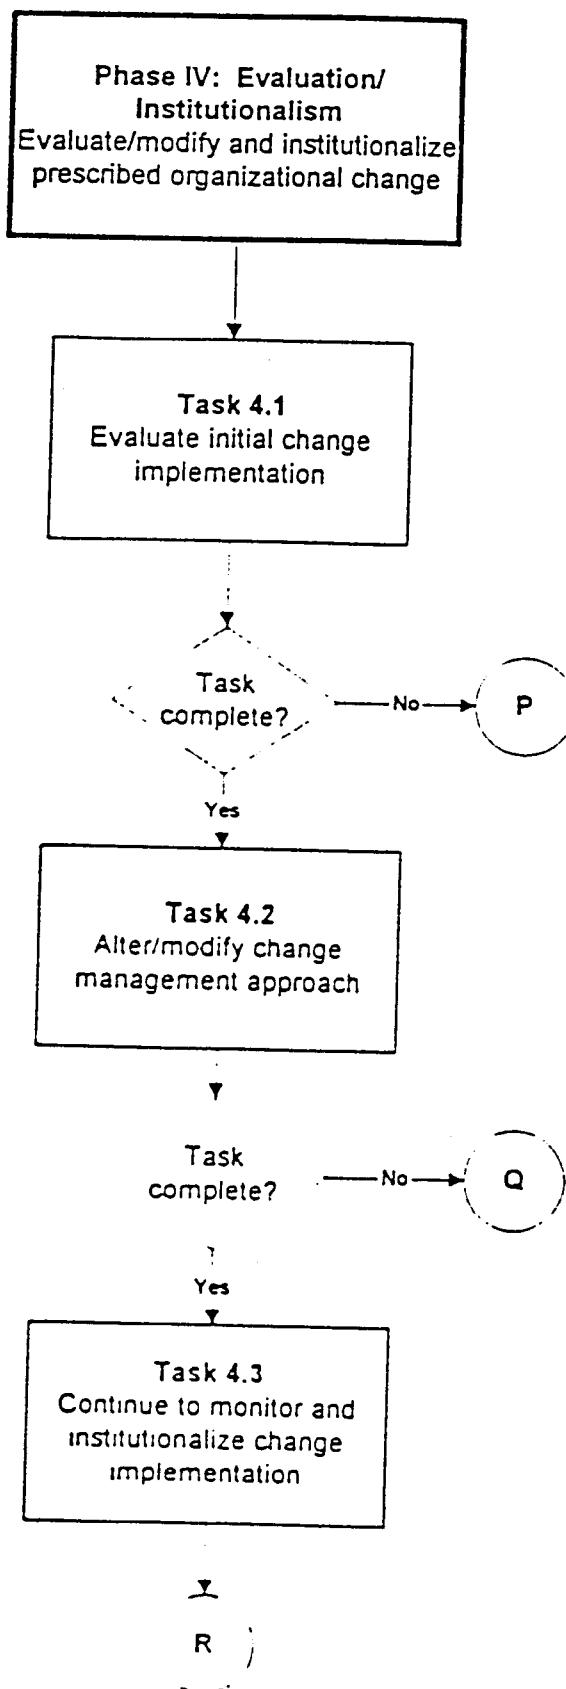 Phase IV: Evaluation/
Institutionalism
Evaluate/modify and institutionalize
prescribed organizational change
Task 4.1
Evaluate initial change
implementation
Task
complete?
No
P
Yes
Task 4.2
Alter/modify change
management approach
Task
complete?
No
Q
Yes
Task 4.3
Continue to monitor and
institutionalize change
implementation
R